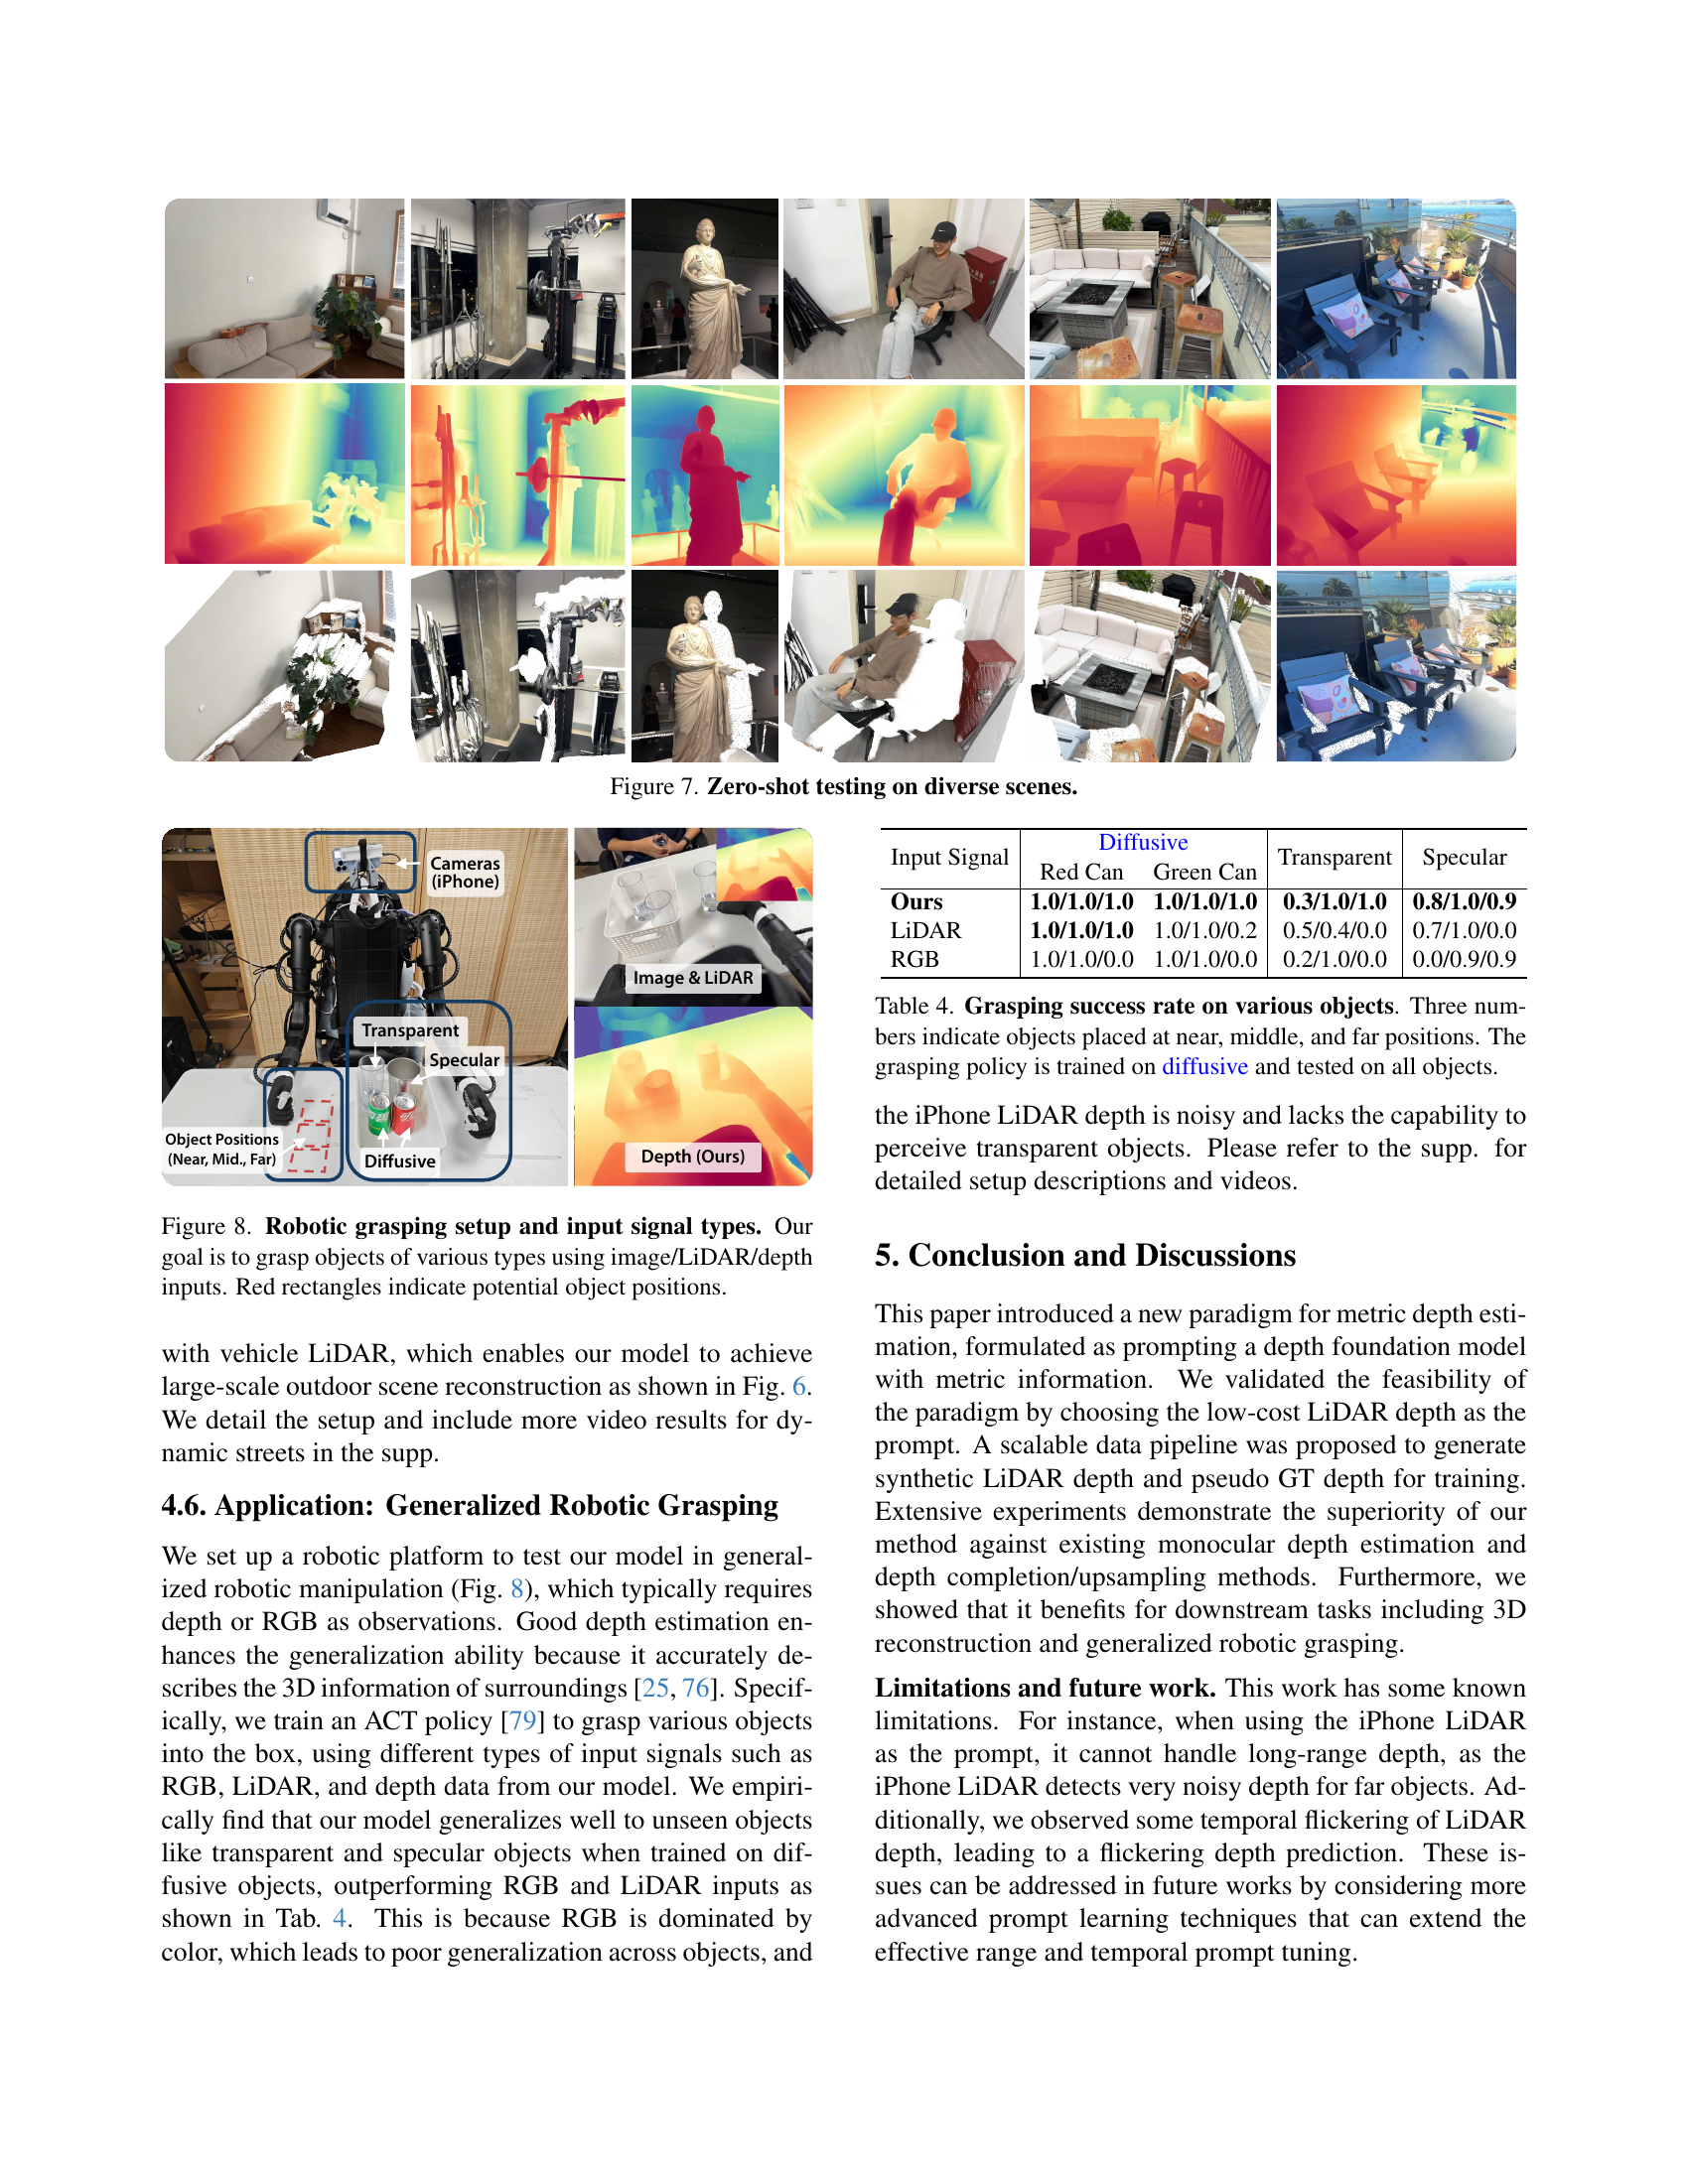 Figure 7. Zero-shot testing on diverse scenes.
Cameras
(iPhone)
Transparent
Specular
Object Positions
(Near, Mid., Far)
Diffusive
Image & LiDAR
Depth (Ours)
Figure 8. Robotic grasping setup and input signal types. Our
goal is to grasp objects of various types using image/LiDAR/depth
inputs. Red rectangles indicate potential object positions.
with vehicle LiDAR, which enables our model to achieve
large-scale outdoor scene reconstruction as shown in Fig. 6.
We detail the setup and include more video results for dy-
namic streets in the supp.
4.6. Application: Generalized Robotic Grasping
We set up a robotic platform to test our model in general-
ized robotic manipulation (Fig. 8), which typically requires
depth or RGB as observations. Good depth estimation en-
hances the generalization ability because it accurately de-
scribes the 3D information of surroundings [25, 76]. Specif-
ically, we train an ACT policy [79] to grasp various objects
into the box, using different types of input signals such as
RGB, LiDAR, and depth data from our model. We empiri-
cally find that our model generalizes well to unseen objects
like transparent and specular objects when trained on dif-
fusive objects, outperforming RGB and LiDAR inputs as
shown in Tab. 4. This is because RGB is dominated by
color, which leads to poor generalization across objects, and
Input Signal Diffusive Transparent Specular
Red Can Green Can
Ours 1.0/1.0/1.0 1.0/1.0/1.0 0.3/1.0/1.0 0.8/1.0/0.9
LiDAR 1.0/1.0/1.0 1.0/1.0/0.2 0.5/0.4/0.0 0.7/1.0/0.0
RGB 1.0/1.0/0.0 1.0/1.0/0.0 0.2/1.0/0.0 0.0/0.9/0.9
Table 4. Grasping success rate on various objects. Three num-
bers indicate objects placed at near, middle, and far positions. The
grasping policy is trained on diffusive and tested on all objects.
the iPhone LiDAR depth is noisy and lacks the capability to
perceive transparent objects. Please refer to the supp. for
detailed setup descriptions and videos.
5. Conclusion and Discussions
This paper introduced a new paradigm for metric depth esti-
mation, formulated as prompting a depth foundation model
with metric information. We validated the feasibility of
the paradigm by choosing the low-cost LiDAR depth as the
prompt. A scalable data pipeline was proposed to generate
synthetic LiDAR depth and pseudo GT depth for training.
Extensive experiments demonstrate the superiority of our
method against existing monocular depth estimation and
depth completion/upsampling methods. Furthermore, we
showed that it benefits for downstream tasks including 3D
reconstruction and generalized robotic grasping.
Limitations and future work. This work has some known
limitations. For instance, when using the iPhone LiDAR
as the prompt, it cannot handle long-range depth, as the
iPhone LiDAR detects very noisy depth for far objects. Ad-
ditionally, we observed some temporal flickering of LiDAR
depth, leading to a flickering depth prediction. These is-
sues can be addressed in future works by considering more
advanced prompt learning techniques that can extend the
effective range and temporal prompt tuning.